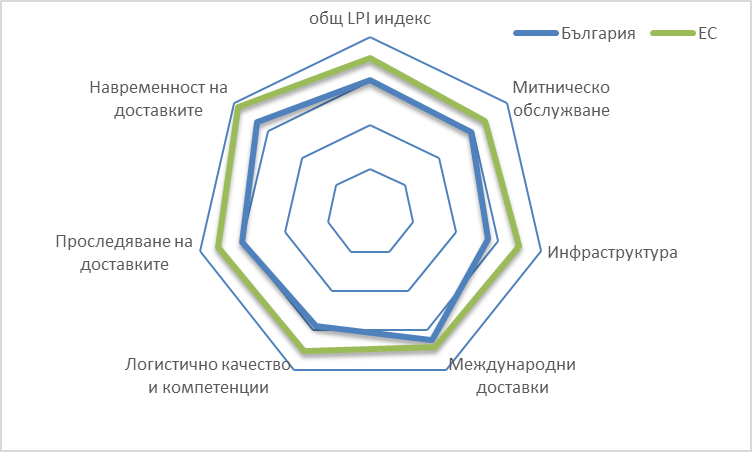 общ LPI индекс
България
ЕС
Митническо
обслужване
Инфраструктура
Международни
доставки
Логистично качество
и компетенции
Проследяване на
доставките
Навременност на
доставките